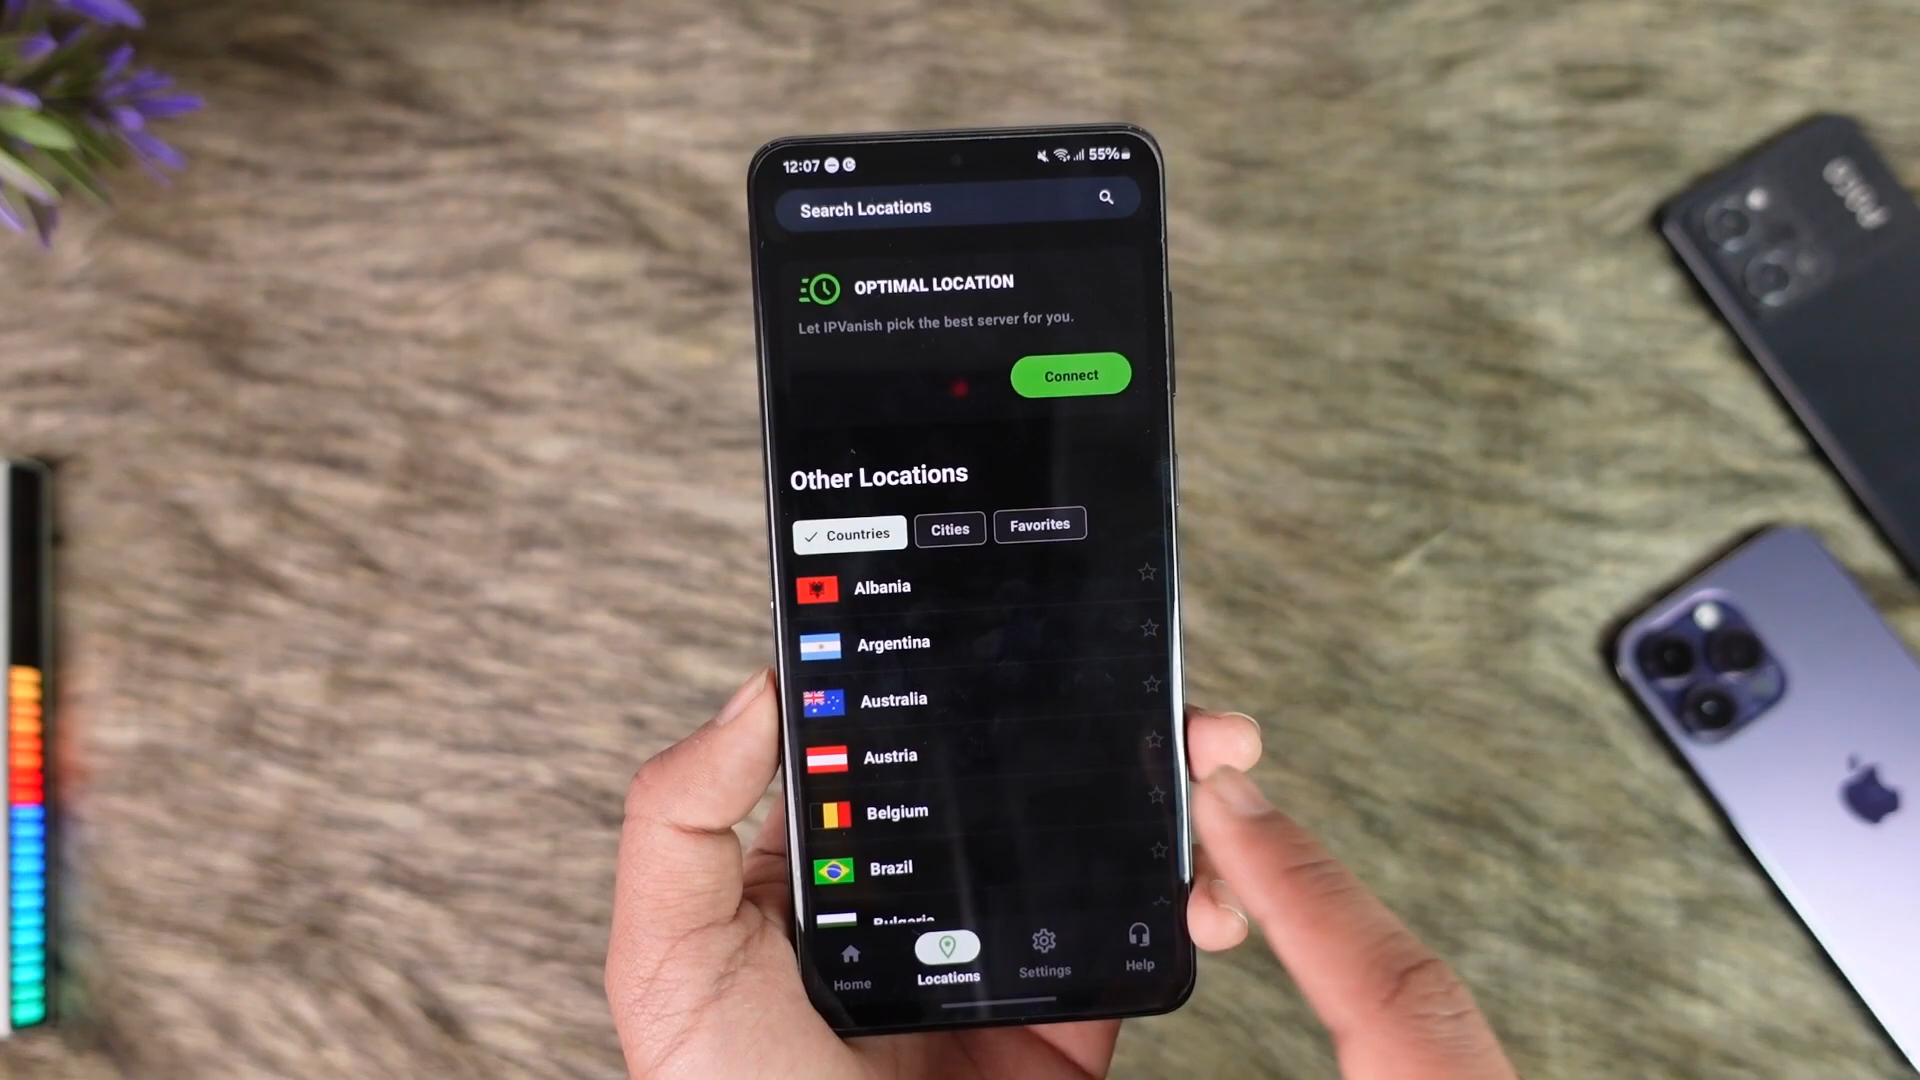 12:07
55%
Search Locations
OPTIMAL LOCATION
Let IPVanish pick the best server for you.
Connect
Other Locations
Countries
Cities
Favorites
Albania
Argentina
Australia
Austria
Belgium
Brazil
Bulgaria
Home
Locations
Settings
Help
POCO